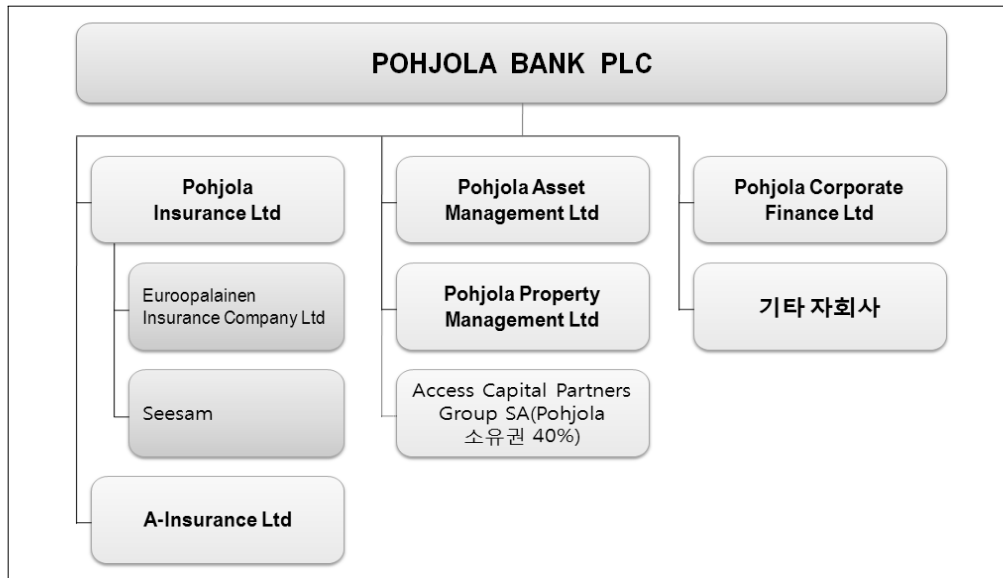 POHJOLA BANK PLC
Pohjola
Insurance Ltd
Euroopalainen
Insurance Company Ltd
Seesam
A-Insurance Ltd
Pohjola Asset
Management Ltd
Pohjola Property
Management Ltd
Access Capital Partners
Group SA(Pohjola
소유권 40%)
Pohjola Corporate
Finance Ltd
기타 자회사